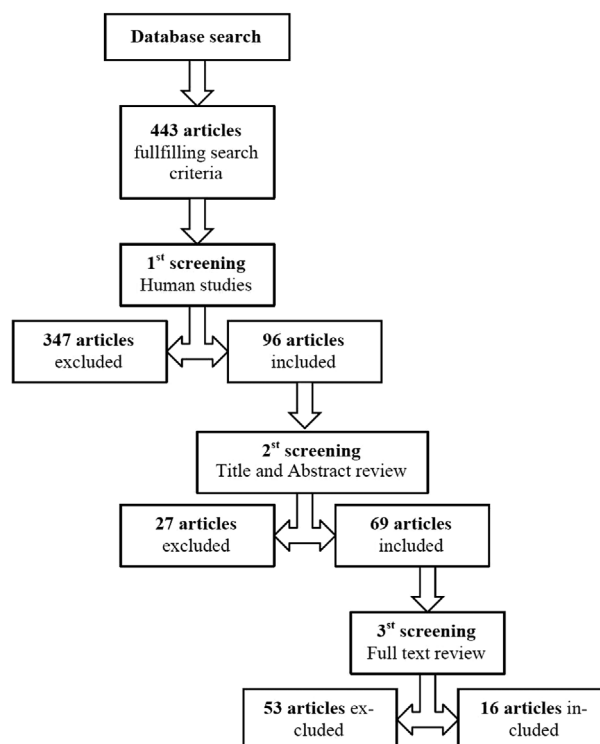 Database search
443 articles
fullfilling search
criteria
1st screening
Human studies
347 articles
excluded
96 articles
included
2st screening
Title and Abstract review
27 articles
excluded
69 articles
included
3st screening
Full text review
53 articles ex-
cluded
16 articles in-
cluded